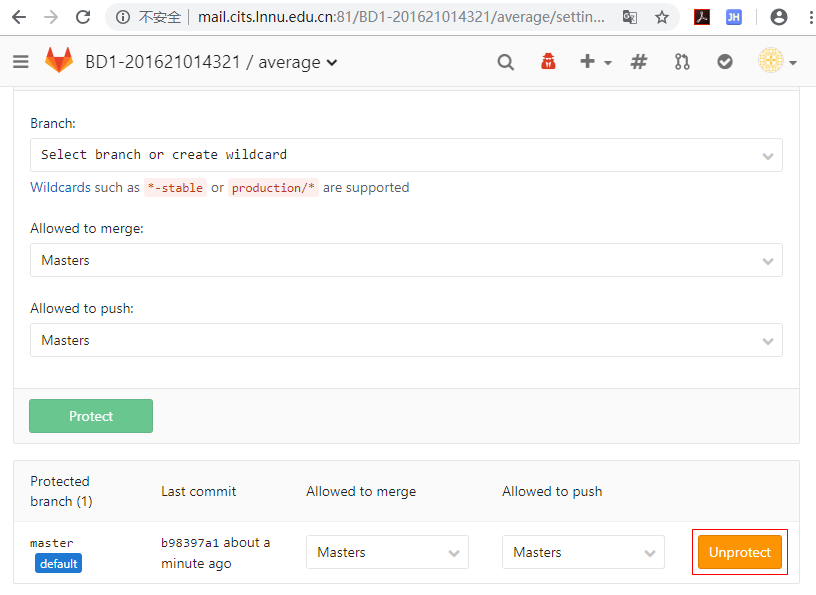 不安全 mail.cits.lnnu.edu.cn:81/BD1-201621014321/average/settin...
JH
BD1-201621014321 / average
Branch:
Select branch or create wildcard
Wildcards such as *-stable or production/* are supported
Allowed to merge:
Masters
Allowed to push:
Masters
Protect
Protected branch (1) Last commit Allowed to merge Allowed to push
master b98397a1 about a minute ago Masters Masters Unprotect
default